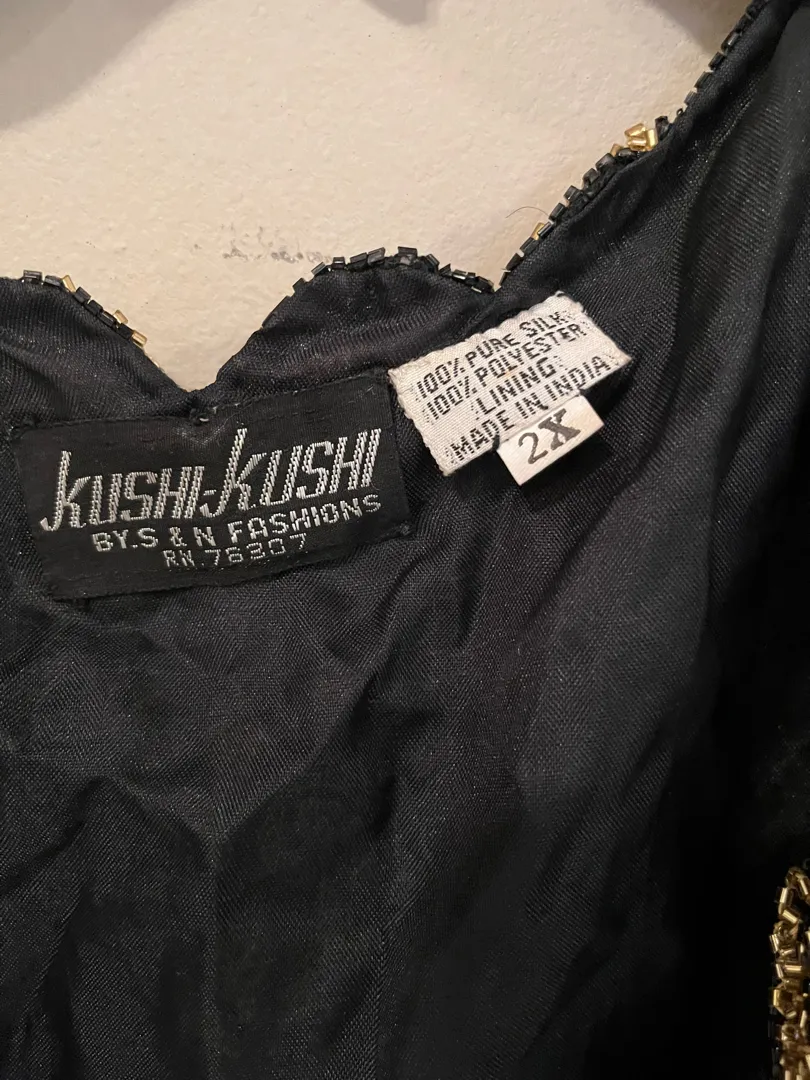 KUSHI-KUSHI
BY.S & N FASHIONS
RN.76307
100% PURE SILK
100% POLYESTER
LINING
MADE IN INDIA
2X